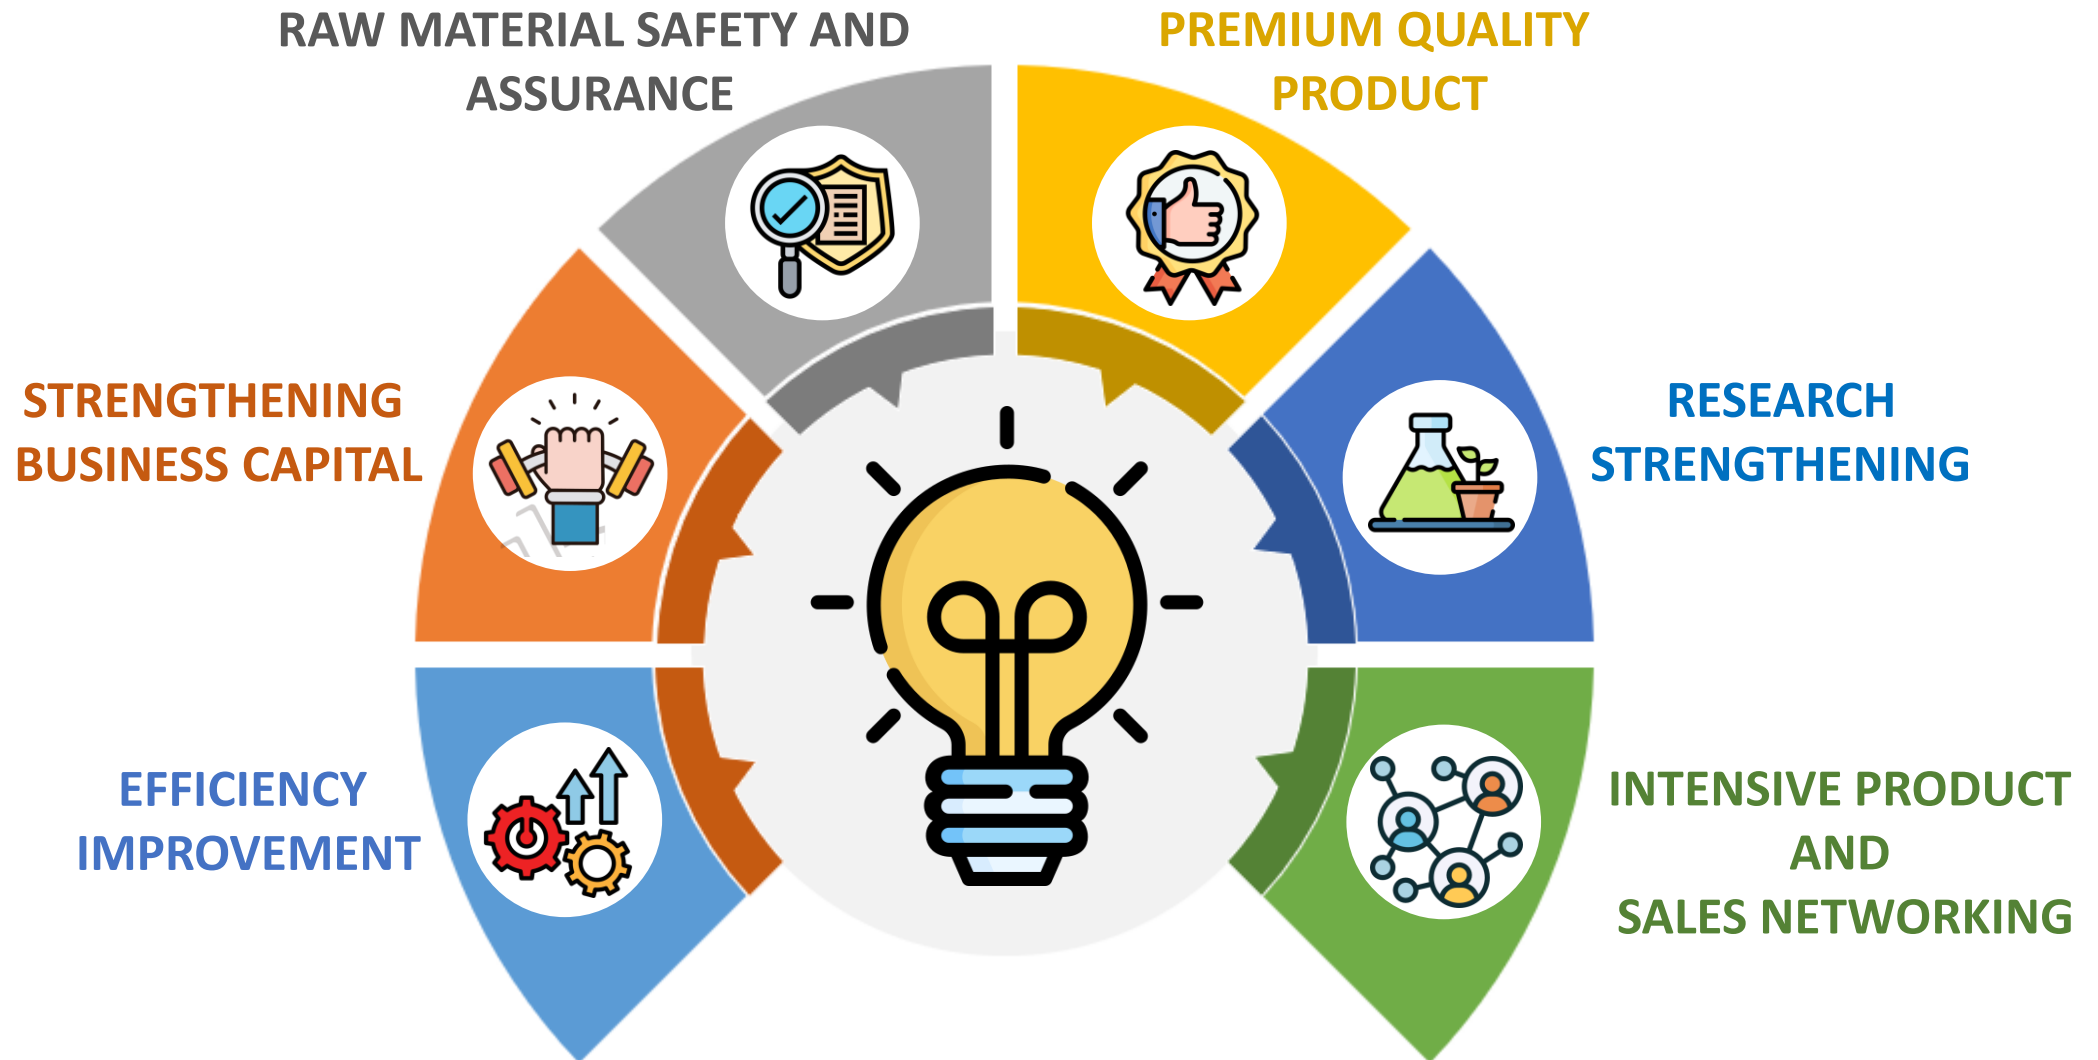 RAW MATERIAL SAFETY AND
ASSURANCE
PREMIUM QUALITY
PRODUCT
STRENGTHENING
BUSINESS CAPITAL
RESEARCH
STRENGTHENING
EFFICIENCY
IMPROVEMENT
INTENSIVE PRODUCT
AND
SALES NETWORKING